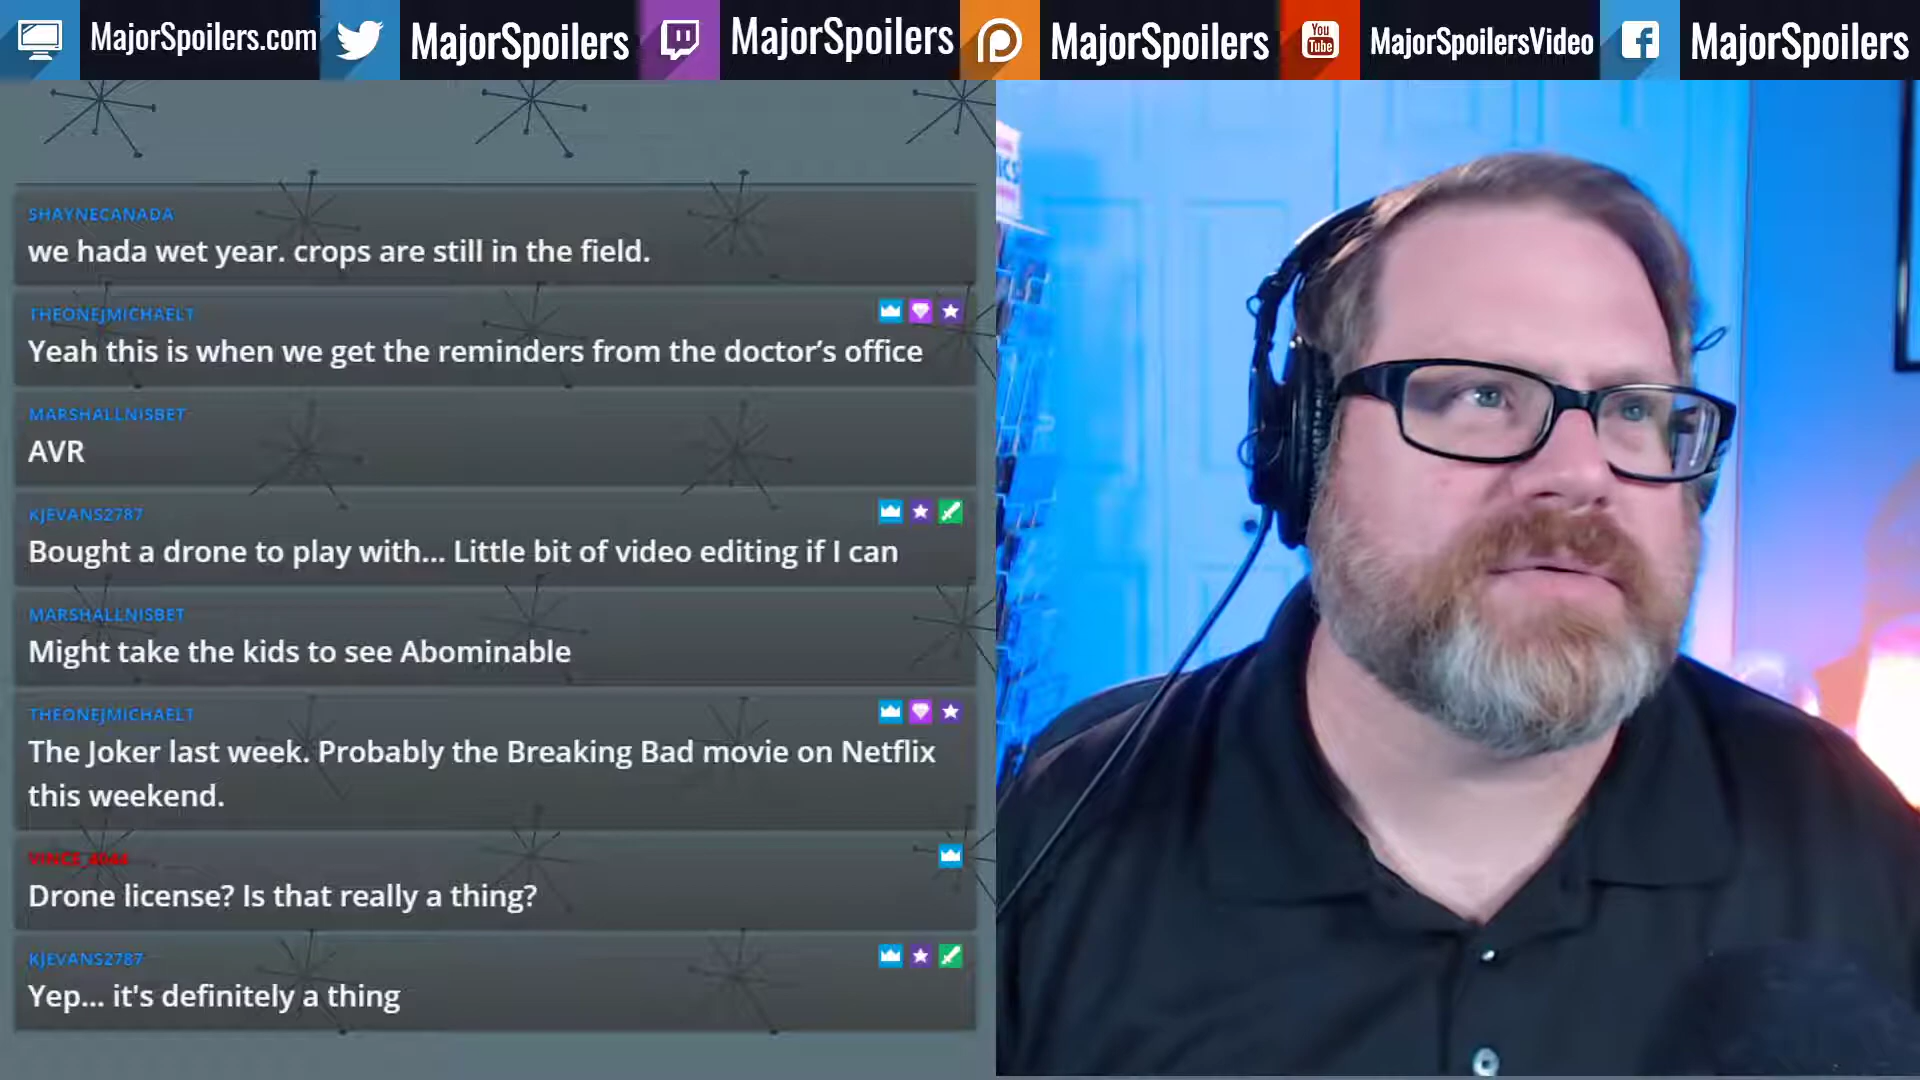 MajorSpoilers.com
MajorSpoilers
MajorSpoilers
MajorSpoilers
You
Tube
MajorSpoilersVideo
MajorSpoilers
SHAYNECANADA
we hada wet year. crops are still in the field.
THEONEJMICHAELT
Yeah this is when we get the reminders from the doctor’s office
MARSHALLNISBET
AVR
KJEVANS2787
Bought a drone to play with... Little bit of video editing if I can
MARSHALLNISBET
Might take the kids to see Abominable
THEONEJMICHAELT
The Joker last week. Probably the Breaking Bad movie on Netflix
this weekend.
Drone license? Is that really a thing?
KJEVANS2787
Yep... it's definitely a thing